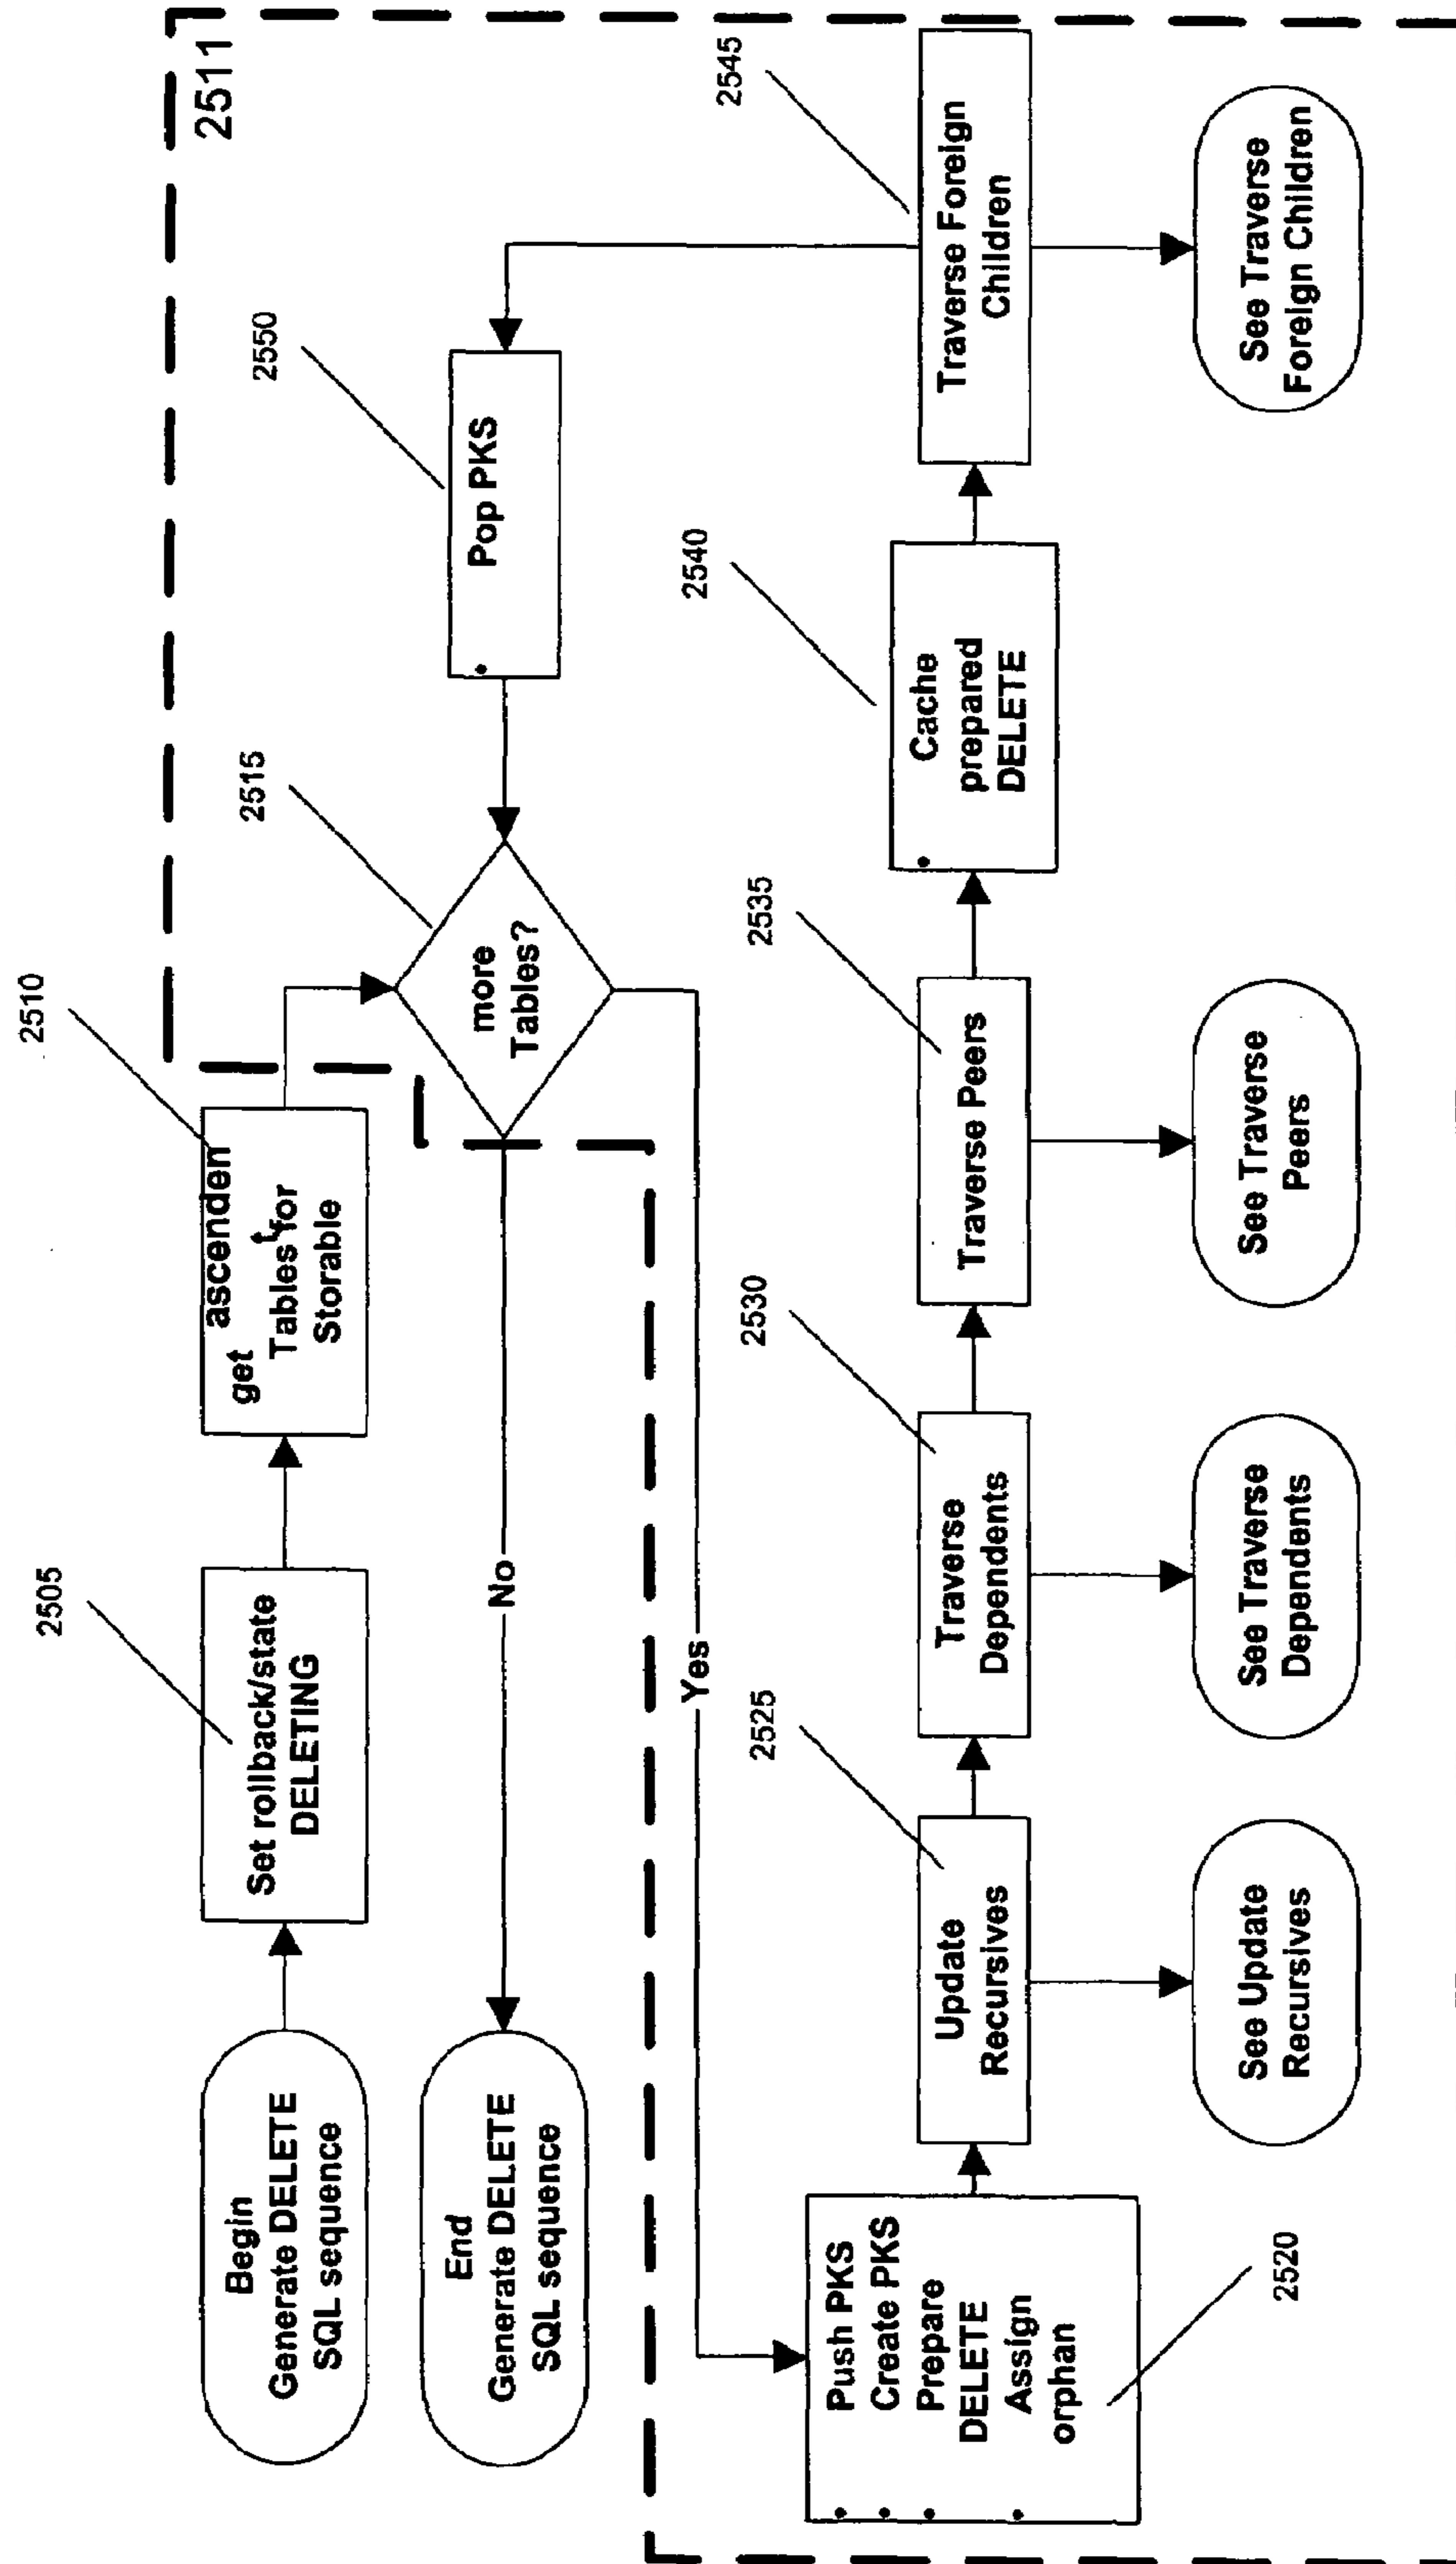 2511
Begin
Generate DELETE
SQL sequence
2505
Set rollback/state
DELETING
2510
ascendent
get
Tables for
Storable
End
Generate DELETE
SQL sequence
No
2515
more
Tables?
2550
Pop PKS
Yes
• Push PKS
• Create PKS
• Prepare
DELETE
• Assign
orphan
2520
2525
Update
Recursives
2530
Traverse
Dependents
2535
Traverse Peers
2540
• Cache
prepared
DELETE
2545
Traverse Foreign
Children
See Update
Recursives
See Traverse
Dependents
See Traverse
Peers
See Traverse
Foreign Children